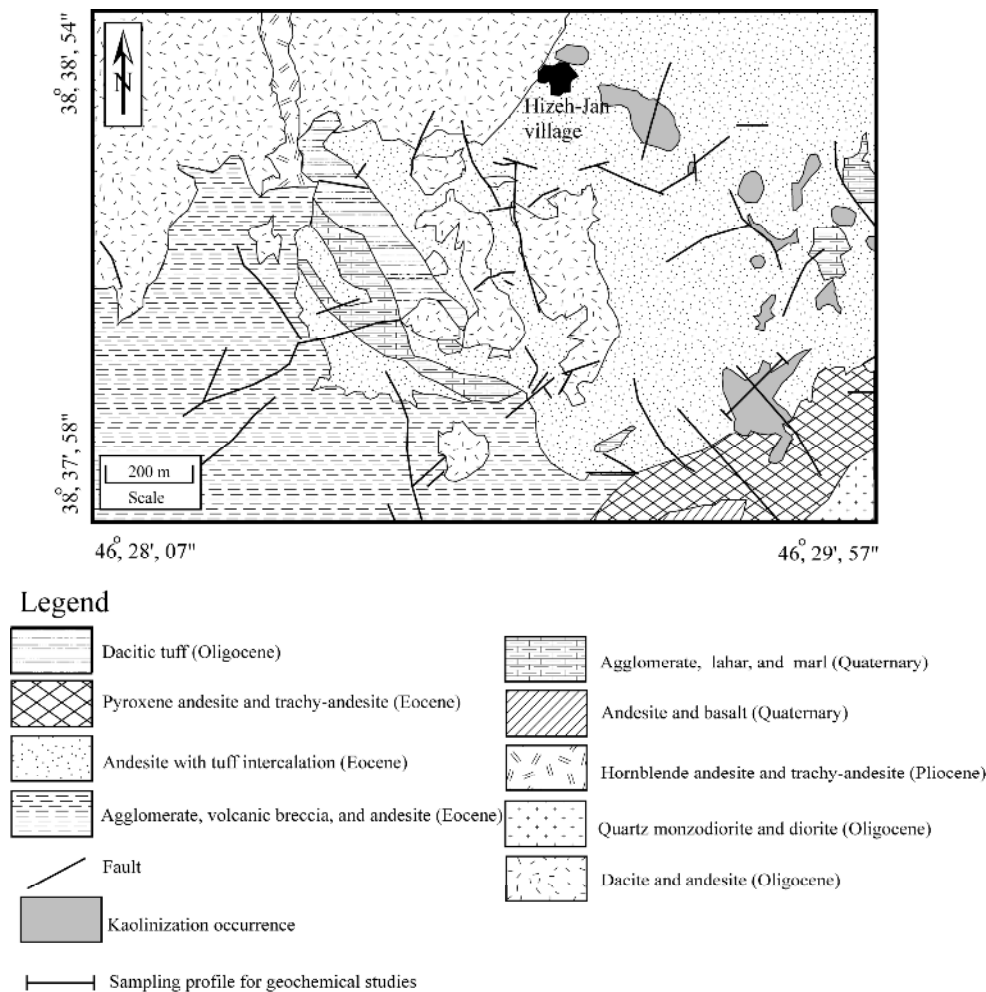 38°, 38', 54"
N
Hizeh-Jan
village
38°, 37', 58"
200 m
Scale
46°, 28', 07"
46°, 29', 57"
Legend
Dacitic tuff (Oligocene)
Pyroxene andesite and trachy-andesite (Eocene)
Andesite with tuff intercalation (Eocene)
Agglomerate, volcanic breccia, and andesite (Eocene)
Fault
Kaolinization occurrence
Sampling profile for geochemical studies
Agglomerate, lahar, and marl (Quaternary)
Andesite and basalt (Quaternary)
Hornblende andesite and trachy-andesite (Pliocene)
Quartz monzodiorite and diorite (Oligocene)
Dacite and andesite (Oligocene)